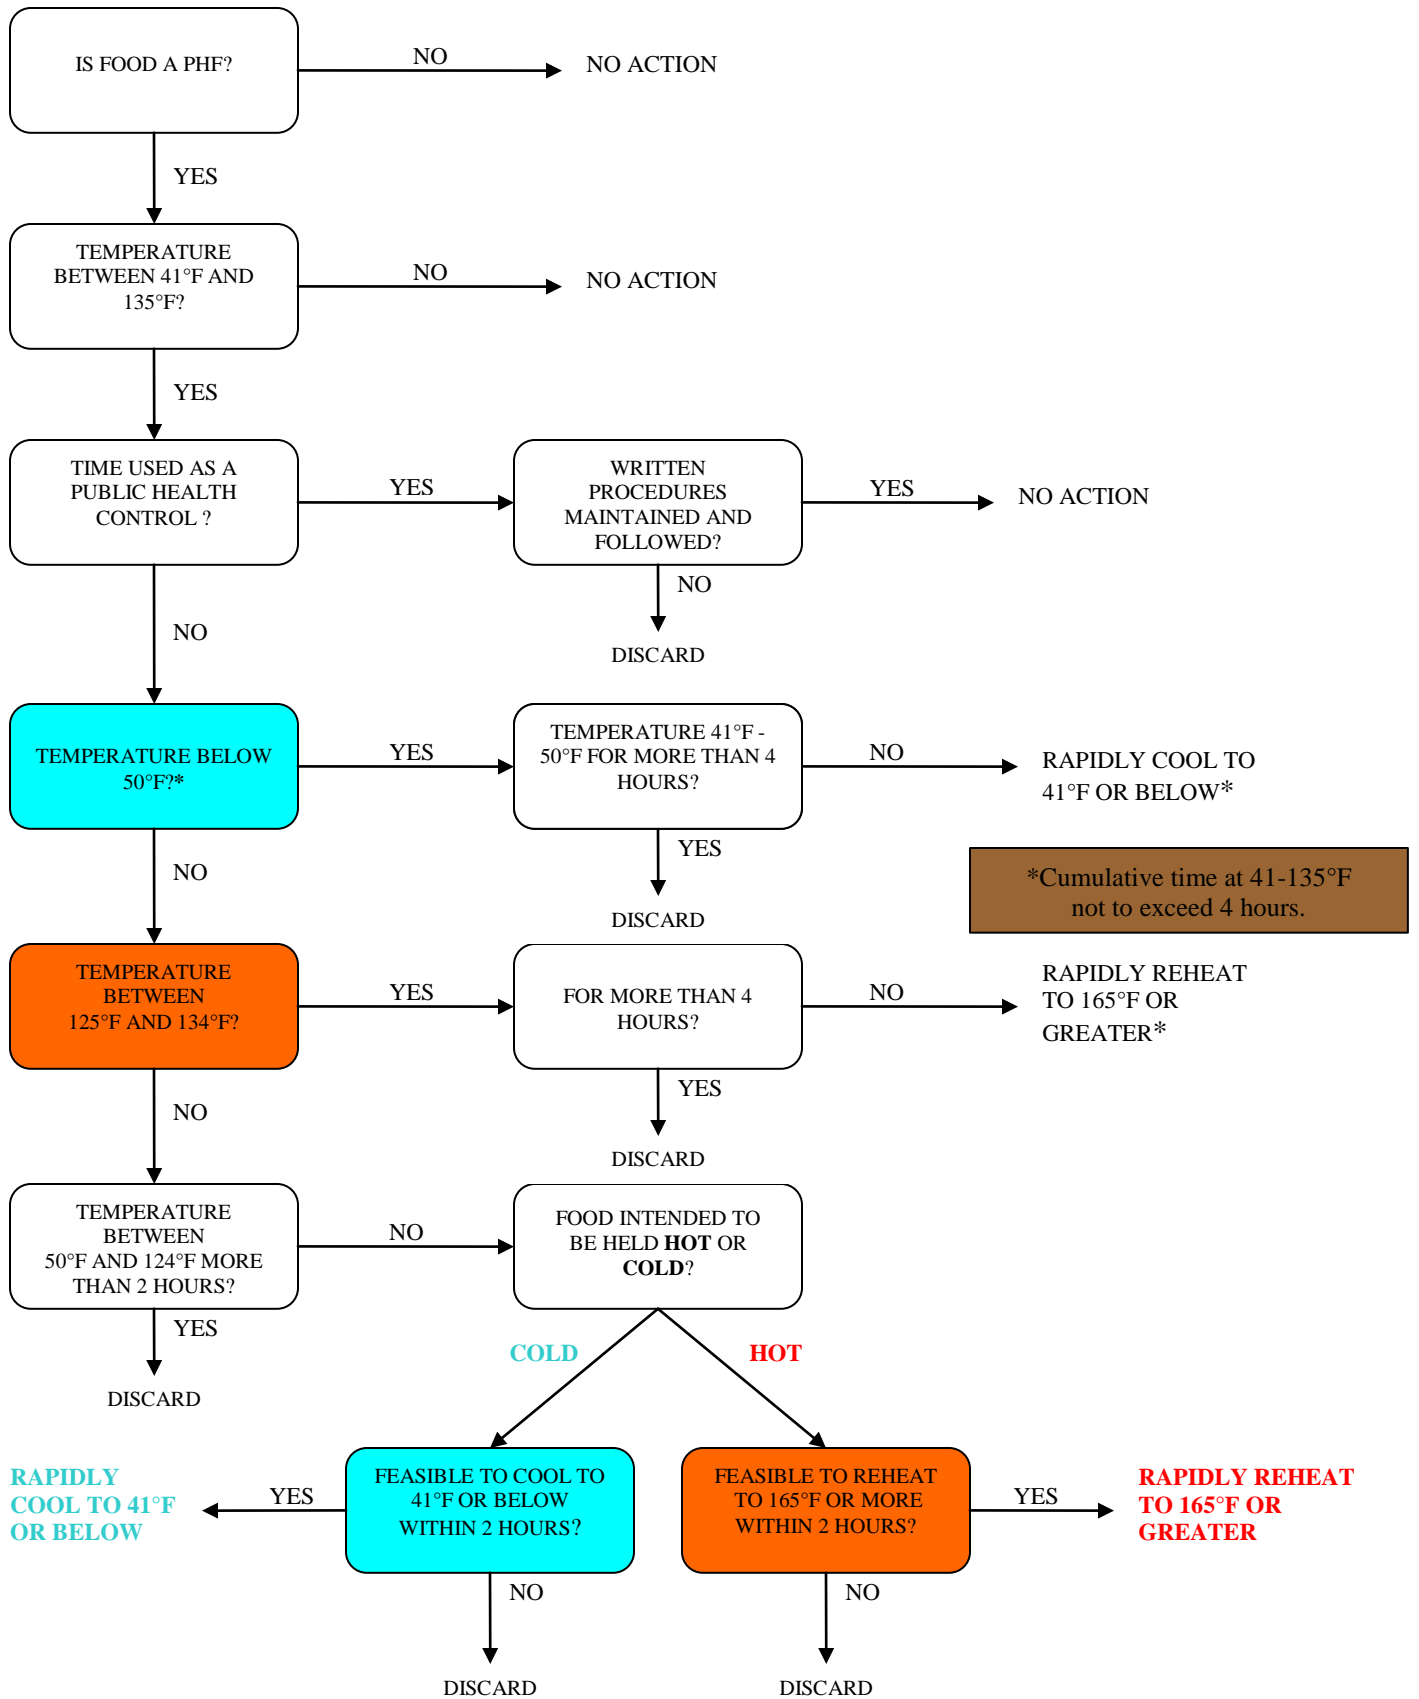 IS FOOD A PHF?
NO
NO ACTION
YES
TEMPERATURE
BETWEEN 41°F AND
135°F?
NO
NO ACTION
YES
TIME USED AS A
PUBLIC HEALTH
CONTROL ?
YES
WRITTEN
PROCEDURES
MAINTAINED AND
FOLLOWED?
YES
NO ACTION
NO
DISCARD
NO
TEMPERATURE BELOW
50°F?*
YES
TEMPERATURE 41°F -
50°F FOR MORE THAN 4
HOURS?
NO
RAPIDLY COOL TO
41°F OR BELOW*
YES
DISCARD
NO
*Cumulative time at 41-135°F
not to exceed 4 hours.
TEMPERATURE
BETWEEN
125°F AND 134°F?
YES
FOR MORE THAN 4
HOURS?
NO
RAPIDLY REHEAT
TO 165°F OR
GREATER*
YES
DISCARD
NO
TEMPERATURE
BETWEEN
50°F AND 124°F MORE
THAN 2 HOURS?
NO
FOOD INTENDED TO
BE HELD HOT OR
COLD?
YES
DISCARD
COLD
HOT
RAPIDLY
COOL TO 41°F
OR BELOW
YES
FEASIBLE TO COOL TO
41°F OR BELOW
WITHIN 2 HOURS?
FEASIBLE TO REHEAT
TO 165°F OR MORE
WITHIN 2 HOURS?
YES
RAPIDLY REHEAT
TO 165°F OR
GREATER
NO
DISCARD
NO
DISCARD